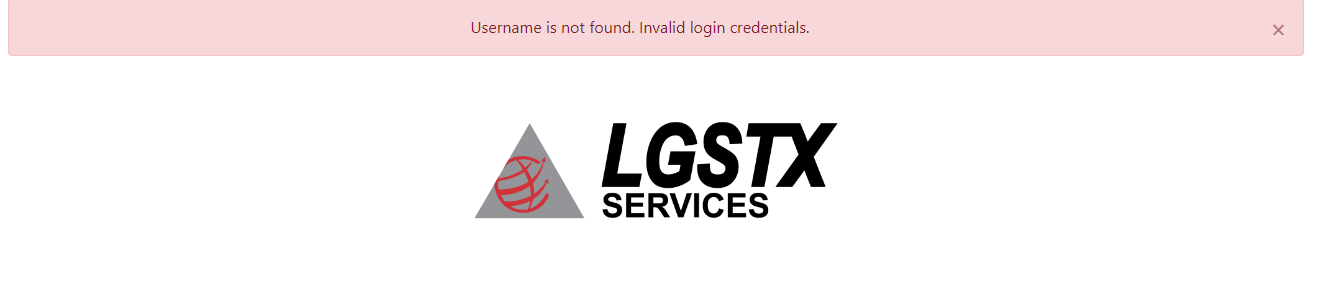 Username is not found. Invalid login credentials.
×
LGSTX
SERVICES